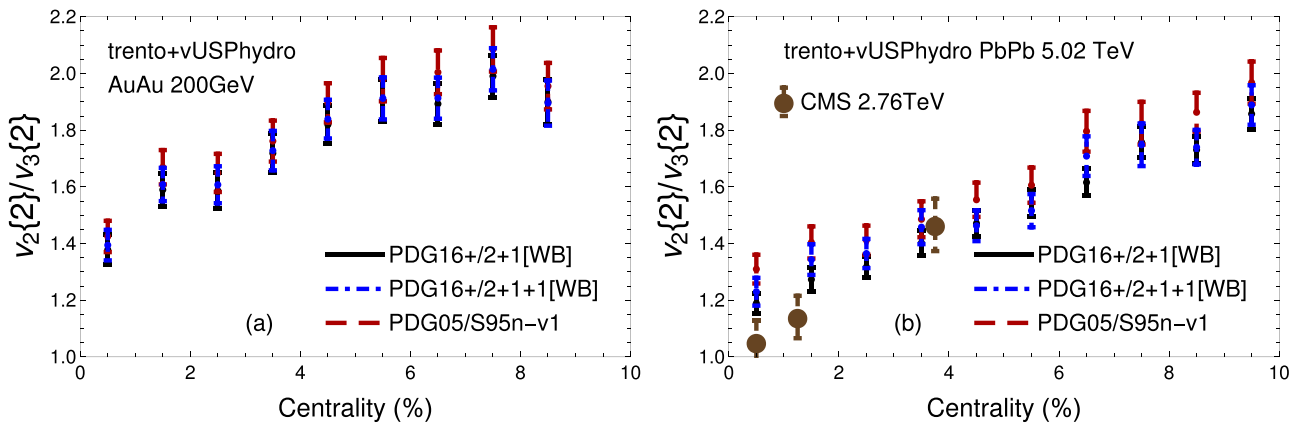 2.2
2.0
1.8
1.6
1.4
1.2
1.0
v2{2}/v3{2}
trento+vUSPhydro
AuAu 200GeV
PDG16+/2+1[WB]
PDG16+/2+1+1[WB]
(a)
PDG05/S95n-v1
0 2 4 6 8 10
Centrality (%)
2.2
2.0
1.8
1.6
1.4
1.2
1.0
v2{2}/v3{2}
trento+vUSPhydro PbPb 5.02 TeV
CMS 2.76TeV
PDG16+/2+1[WB]
PDG16+/2+1+1[WB]
(b)
PDG05/S95n-v1
0 2 4 6 8 10
Centrality (%)